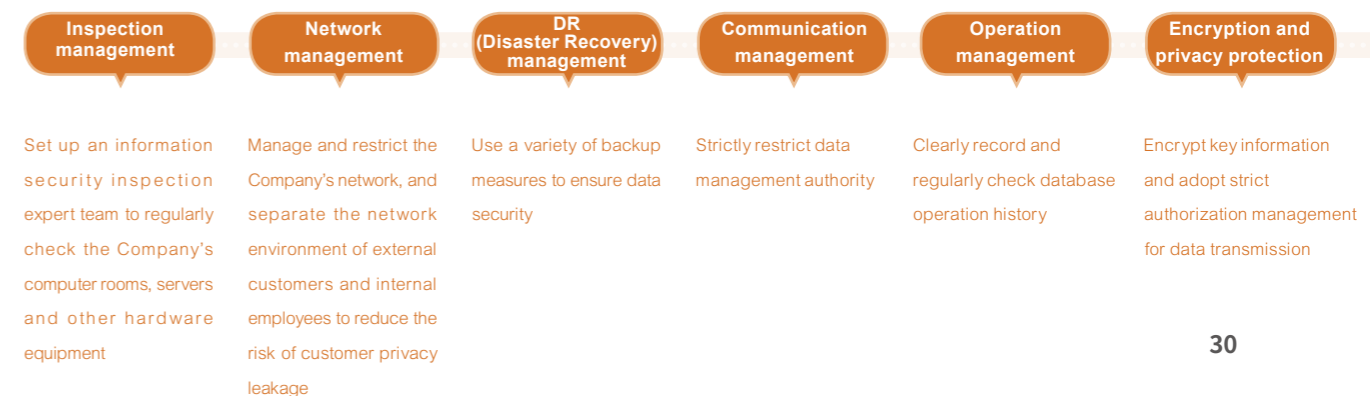 Inspection
management
Set up an information
security inspection
expert team to regularly
check the Company's
computer rooms, servers
and other hardware
equipment
Network
management
Manage and restrict the
Company's network, and
separate the network
environment of external
customers and internal
employees to reduce the
risk of customer privacy
leakage
DR
(Disaster Recovery)
management
Use a variety of backup
measures to ensure data
security
Communication
management
Strictly restrict data
management authority
Operation
management
Clearly record and
regularly check database
operation history
Encryption and
privacy protection
Encrypt key information
and adopt strict
authorization management
for data transmission
30